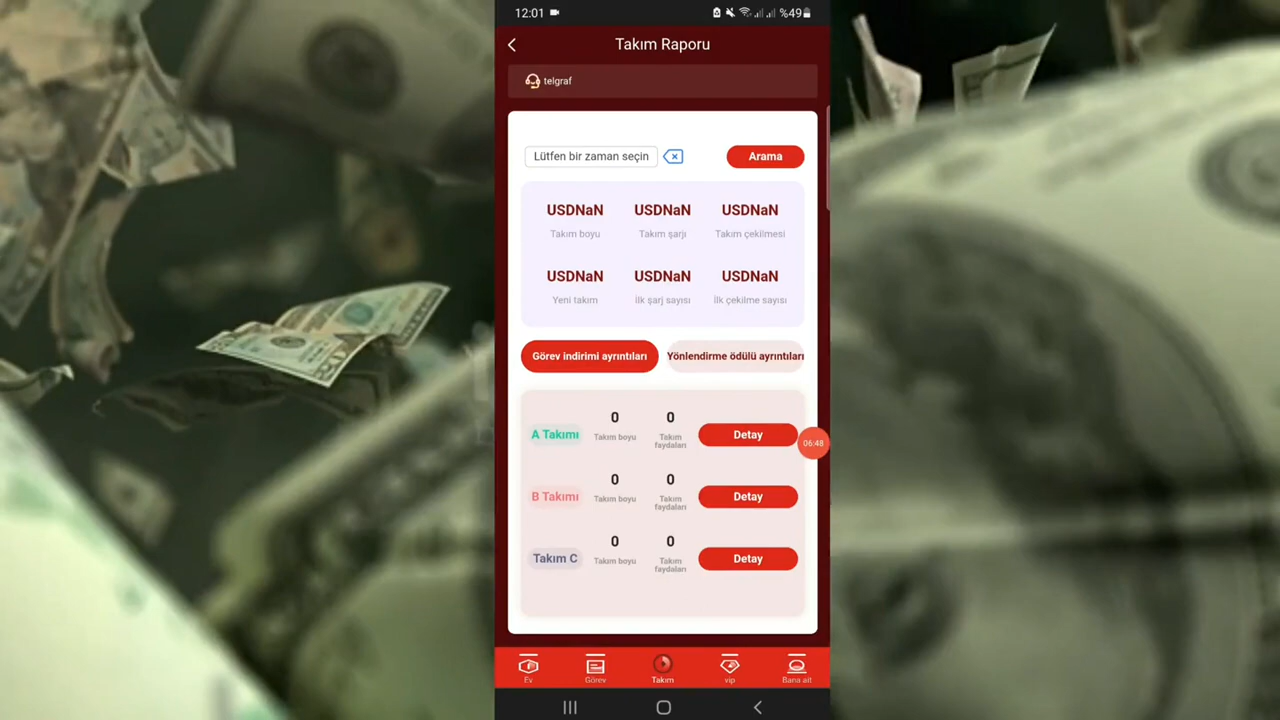 12:01 %49
Takım Raporu
telgraf
Lütfen bir zaman seçin Arama
USDNaN USDNaN USDNaN
Takım boyu Takım şarjı Takım çekilmesi
USDNaN USDNaN USDNaN
Yeni takım İlk şarj sayısı İlk çekilme sayısı
Görev indirimi ayrıntıları Yönlendirme ödülü ayrıntıları
A Takımı 0 Takım boyu 0 Takım faydaları Detay
06:48
B Takımı 0 Takım boyu 0 Takım faydaları Detay
Takım C 0 Takım boyu 0 Takım faydaları Detay
Ev Görev Takım vip Bana ait